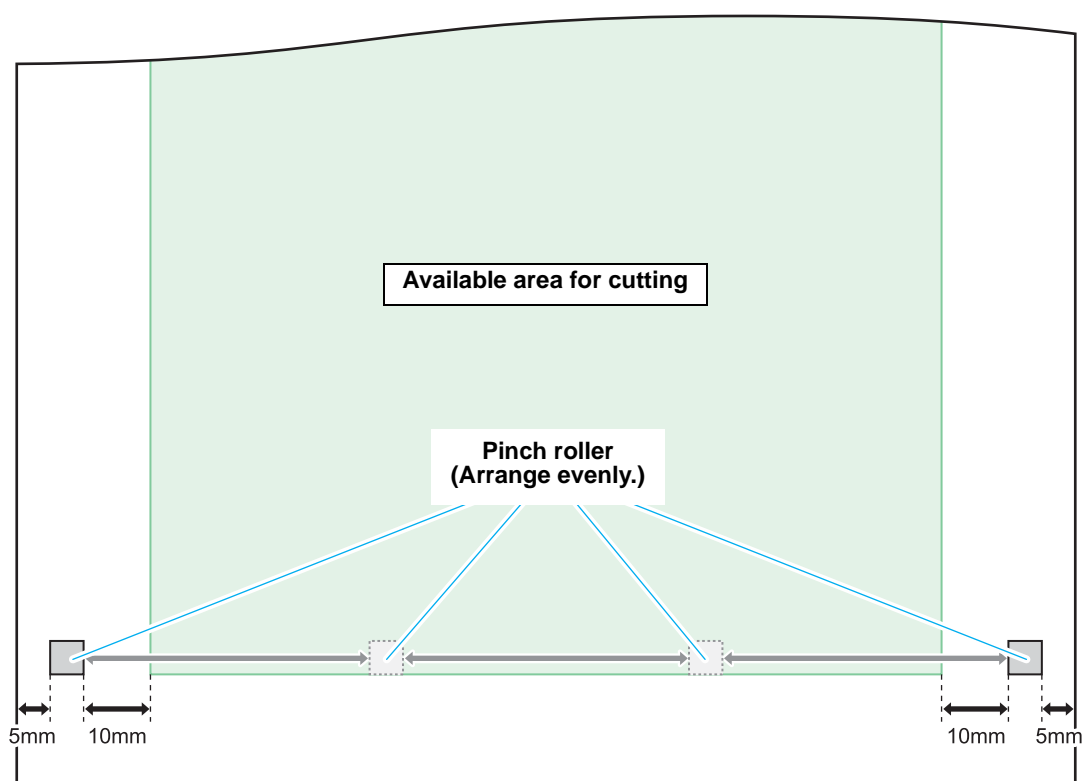 Available area for cutting
Pinch roller
(Arrange evenly.)
5mm
10mm
10mm
5mm